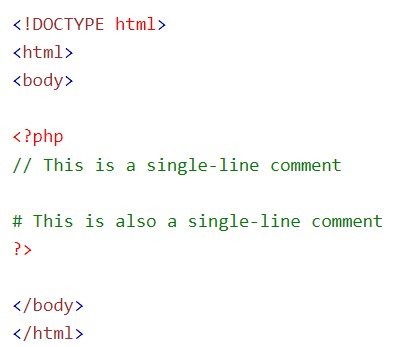 <!DOCTYPE html>
<html>
<body>
<?php
// This is a single-line comment
# This is also a single-line comment
?>
</body>
</html>